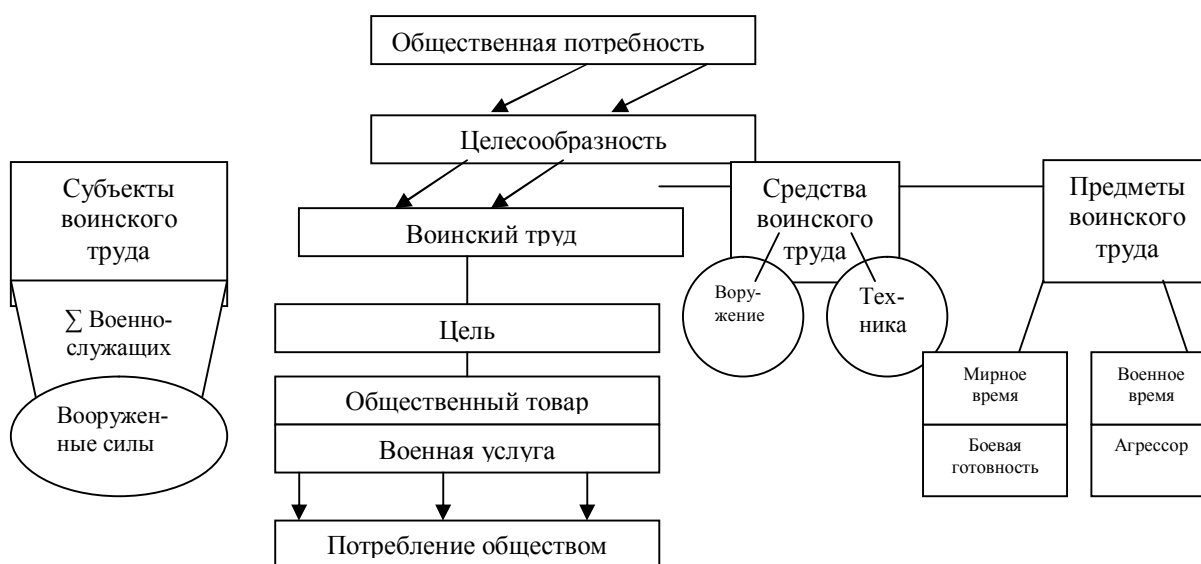 Общественная потребность
Целесообразность
Субъекты
воинского
труда
∑ Военно-
служащих
Вооружен-
ные силы
Воинский труд
Цель
Общественный товар
Военная услуга
Потребление обществом
Средства
воинского
труда
Воору-
жение
Тех-
ника
Предметы
воинского
труда
Мирное
время
Боевая
готовность
Военное
время
Агрессор